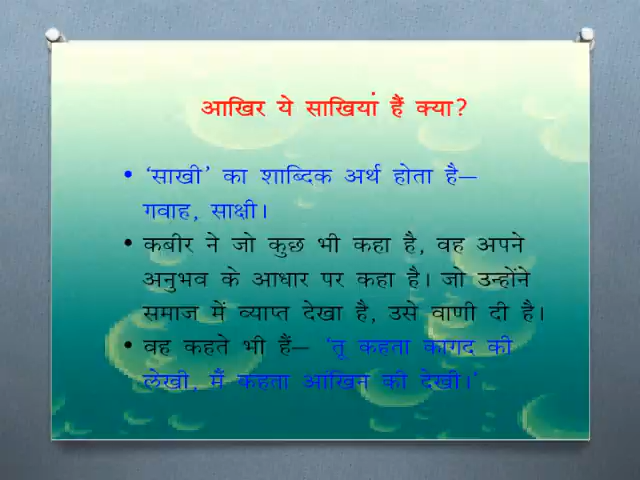 आखिर ये साखियां हैं क्या?
• ‘साखी’ का शाब्दिक अर्थ होता है—
गवाह, साक्षी।
• कबीर ने जो कुछ भी कहा है, वह अपने
अनुभव के आधार पर कहा है। जो उन्होंने
समाज में व्याप्त देखा है, उसे वाणी दी है।
• वह कहते भी हैं— ‘तू कहता कागद की
लेखी, मैं कहता आंखिन की देखी।‘